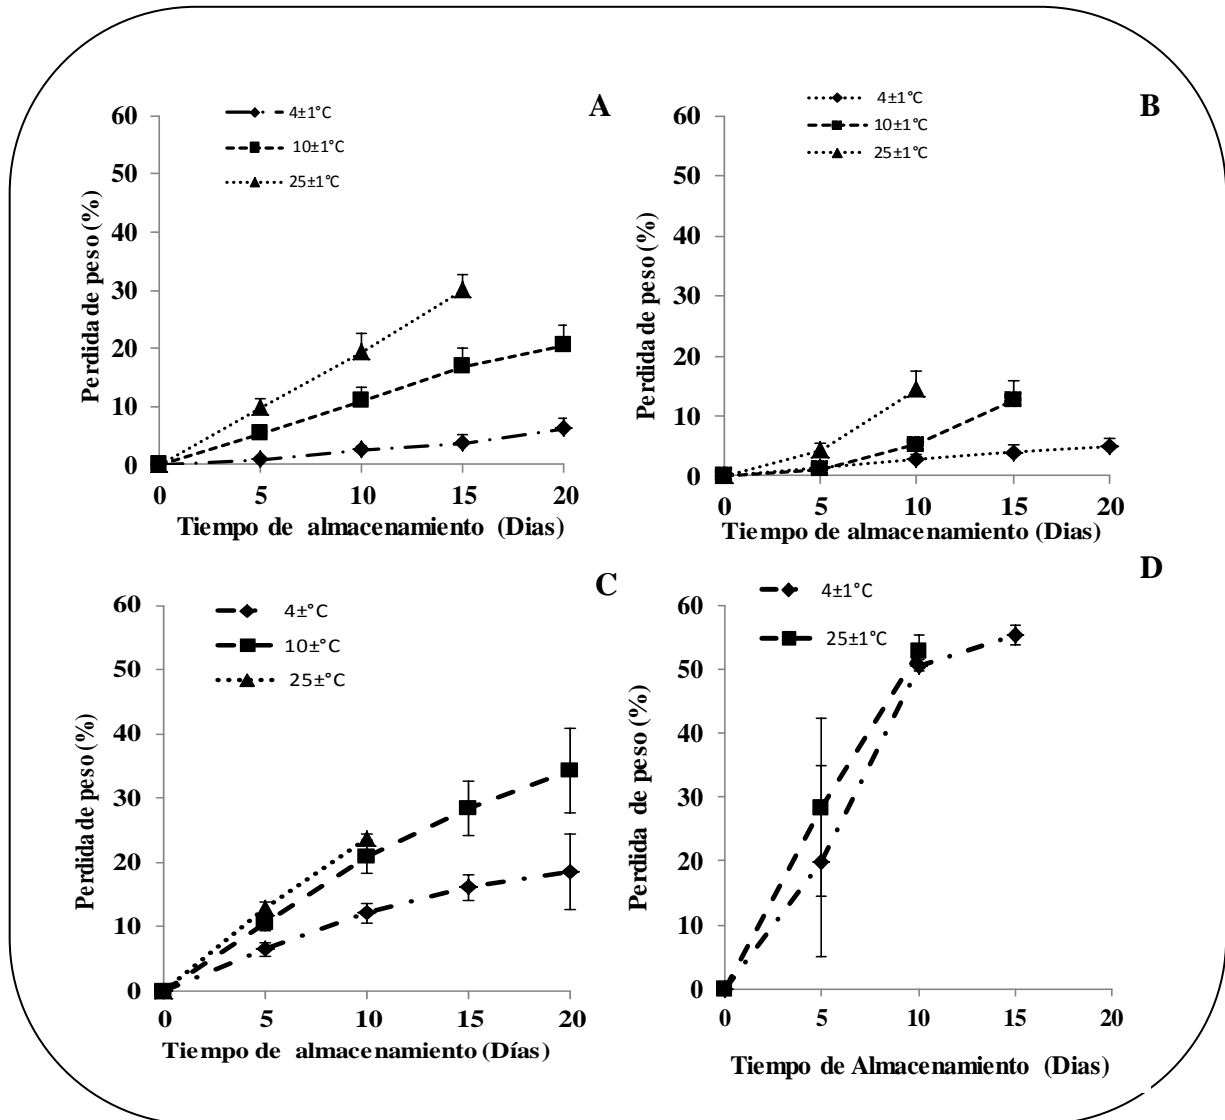 A
4±1°C
10±1°C
25±1°C
Perdida de peso (%)
60
50
40
30
20
10
0
0 5 10 15 20
Tiempo de almacenamiento (Dias)
B
4±1°C
10±1°C
25±1°C
Perdida de peso (%)
60
50
40
30
20
10
0
0 5 10 15 20
Tiempo de almacenamiento (Dias)
C
4±°C
10±°C
25±°C
Perdida de peso (%)
60
50
40
30
20
10
0
0 5 10 15 20
Tiempo de almacenamiento (Días)
D
4±1°C
25±1°C
Perdida de peso (%)
60
50
40
30
20
10
0
0 5 10 15 20
Tiempo de Almacenamiento (Dias)